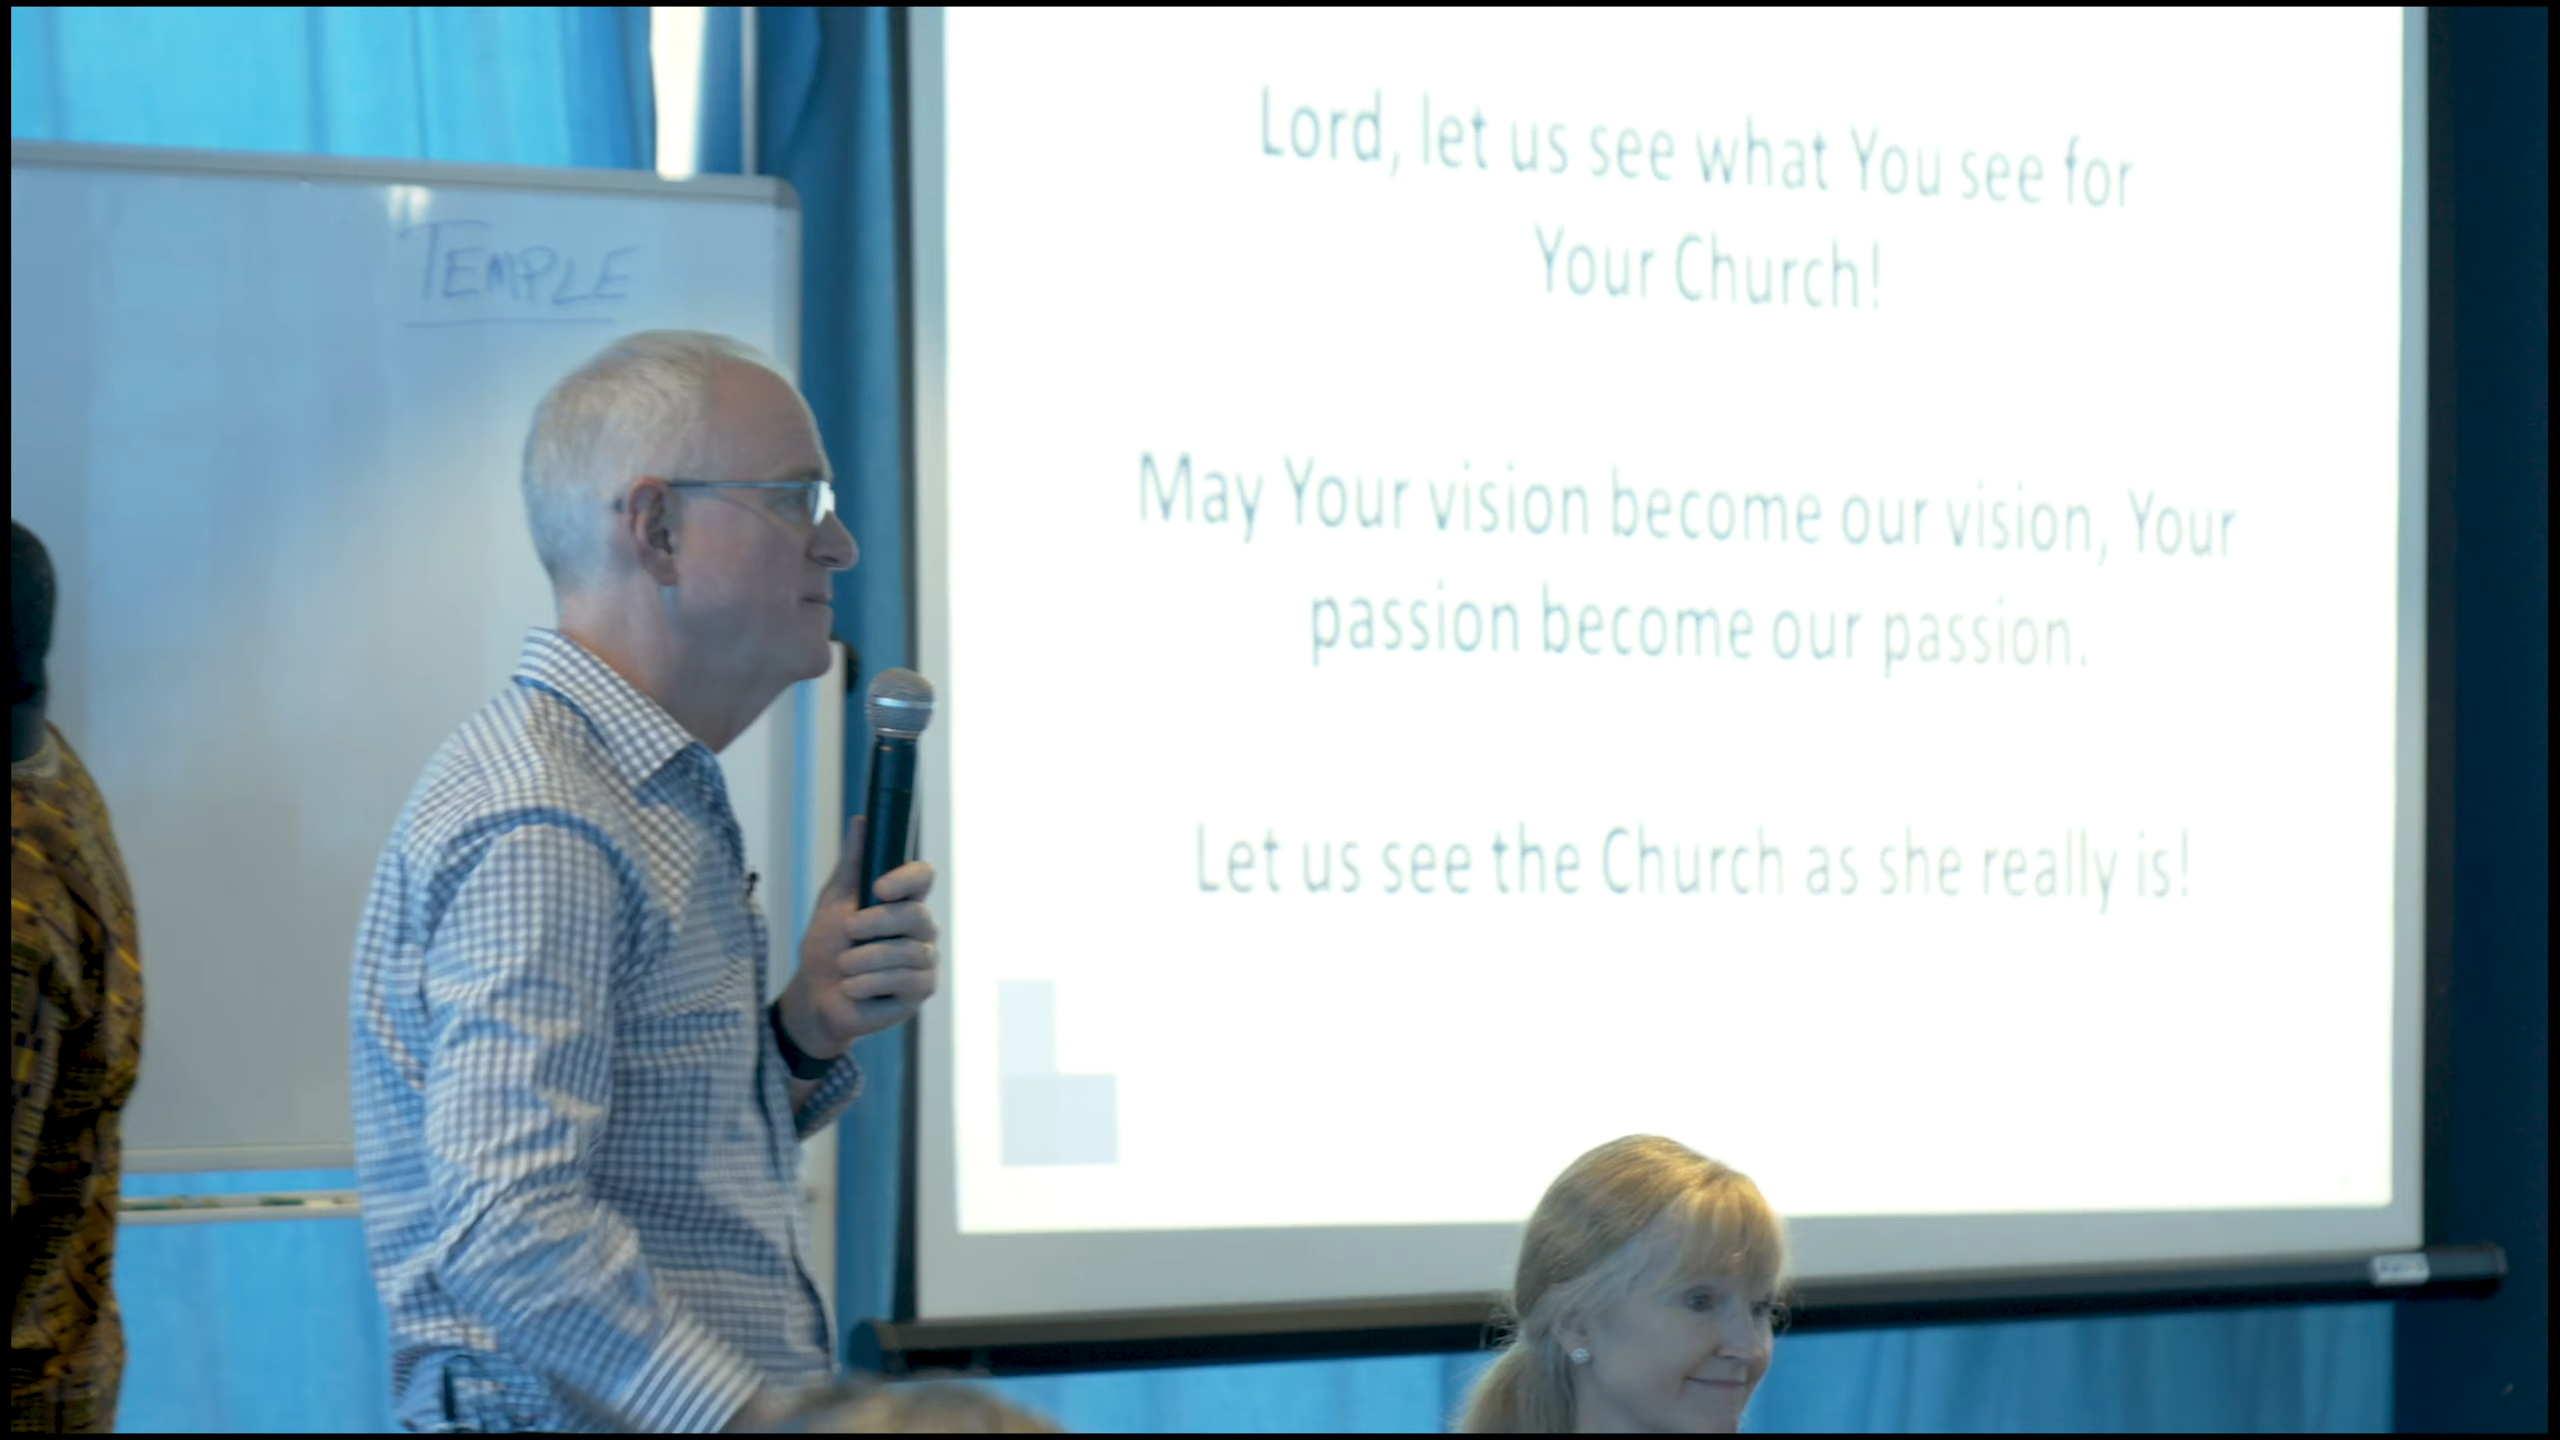 TEMPLE
Lord, let us see what You see for
Your Church!
May Your vision become our vision, Your
passion become our passion.
Let us see the Church as she really is!